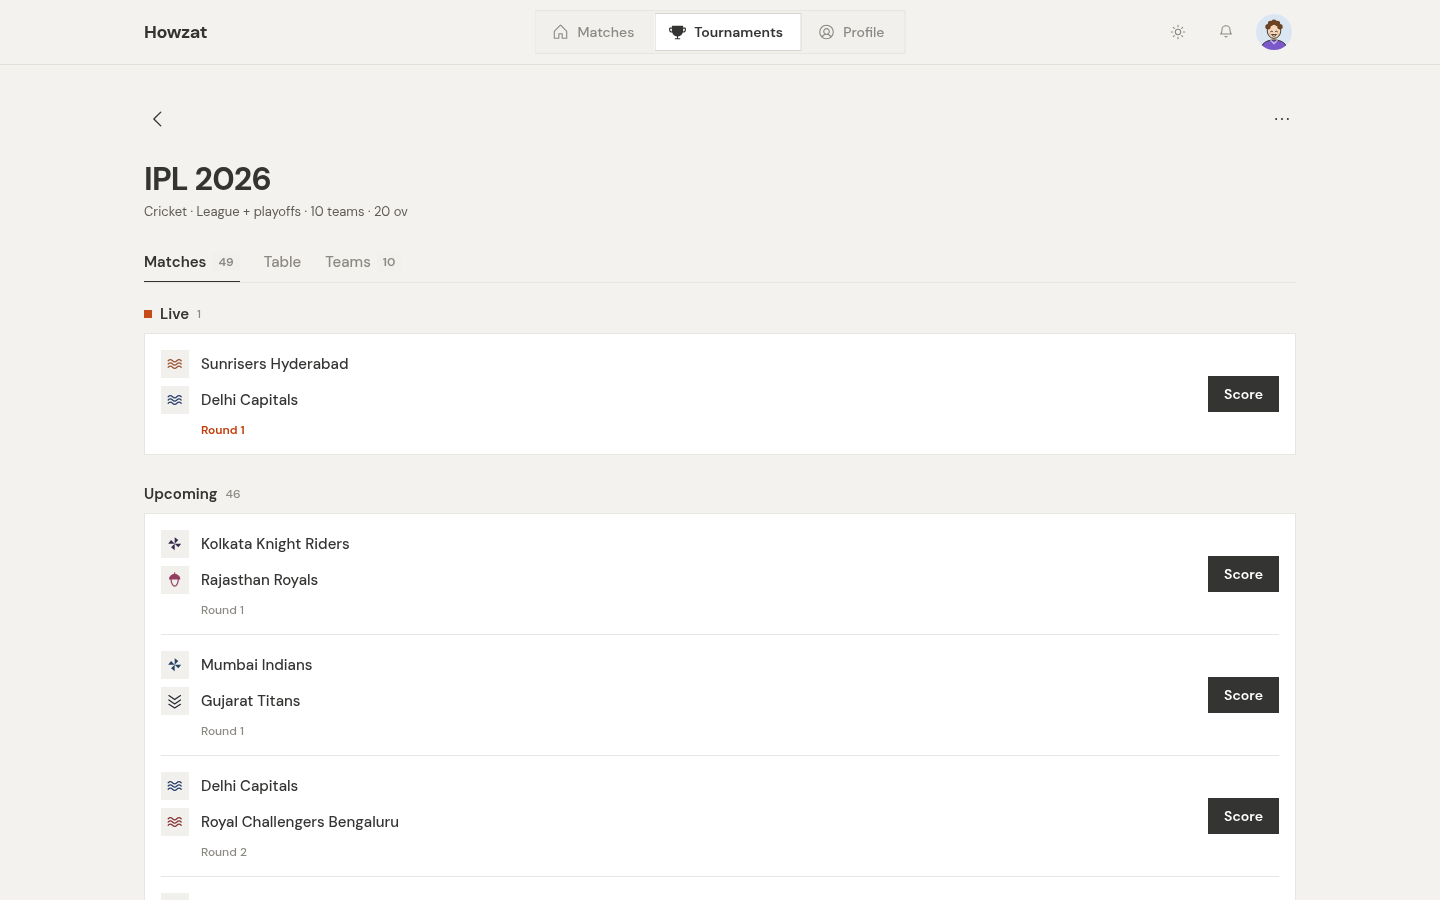 Howzat
Matches
Tournaments
Profile
IPL 2026
Cricket · League + playoffs · 10 teams · 20 ov
Matches 49
Table
Teams 10
Live 1
Sunrisers Hyderabad
Delhi Capitals
Round 1
Score
Upcoming 46
Kolkata Knight Riders
Rajasthan Royals
Round 1
Score
Mumbai Indians
Gujarat Titans
Round 1
Score
Delhi Capitals
Royal Challengers Bengaluru
Round 2
Score